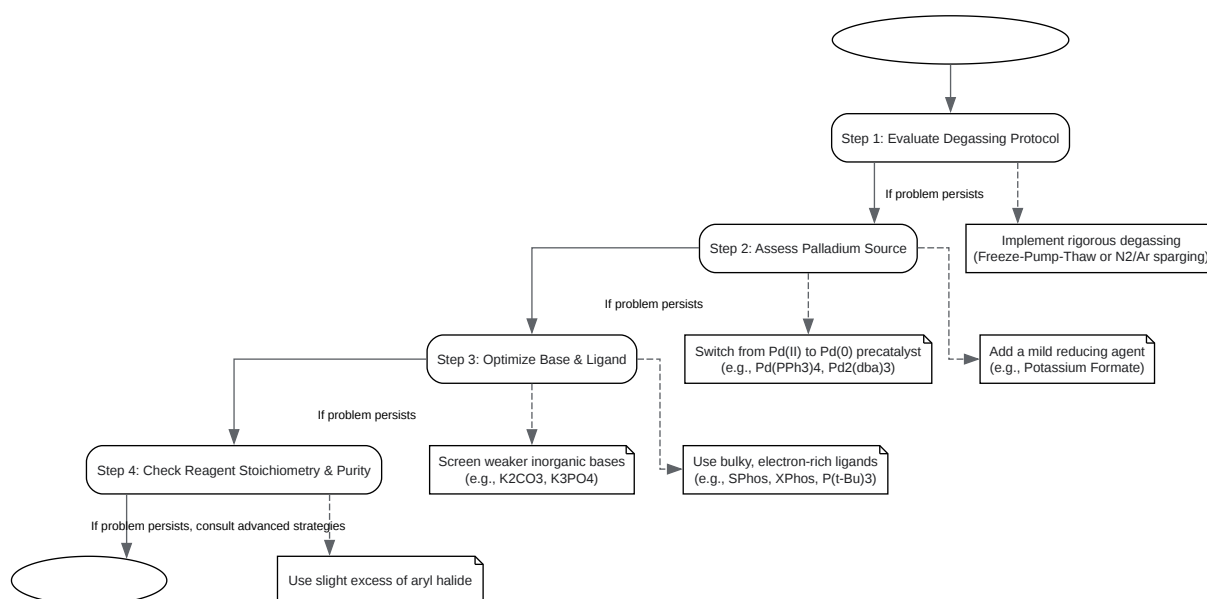 Step 1: Evaluate Degassing Protocol
If problem persists
Step 2: Assess Palladium Source
Implement rigorous degassing
(Freeze-Pump-Thaw or N2/Ar sparging)
If problem persists
Step 3: Optimize Base & Ligand
Switch from Pd(II) to Pd(0) precatalyst
(e.g., Pd(PPh3)4, Pd2(dba)3)
Add a mild reducing agent
(e.g., Potassium Formate)
If problem persists
Step 4: Check Reagent Stoichiometry & Purity
Screen weaker inorganic bases
(e.g., K2CO3, K3PO4)
Use bulky, electron-rich ligands
(e.g., SPhos, XPhos, P(t-Bu)3)
If problem persists, consult advanced strategies
Use slight excess of aryl halide